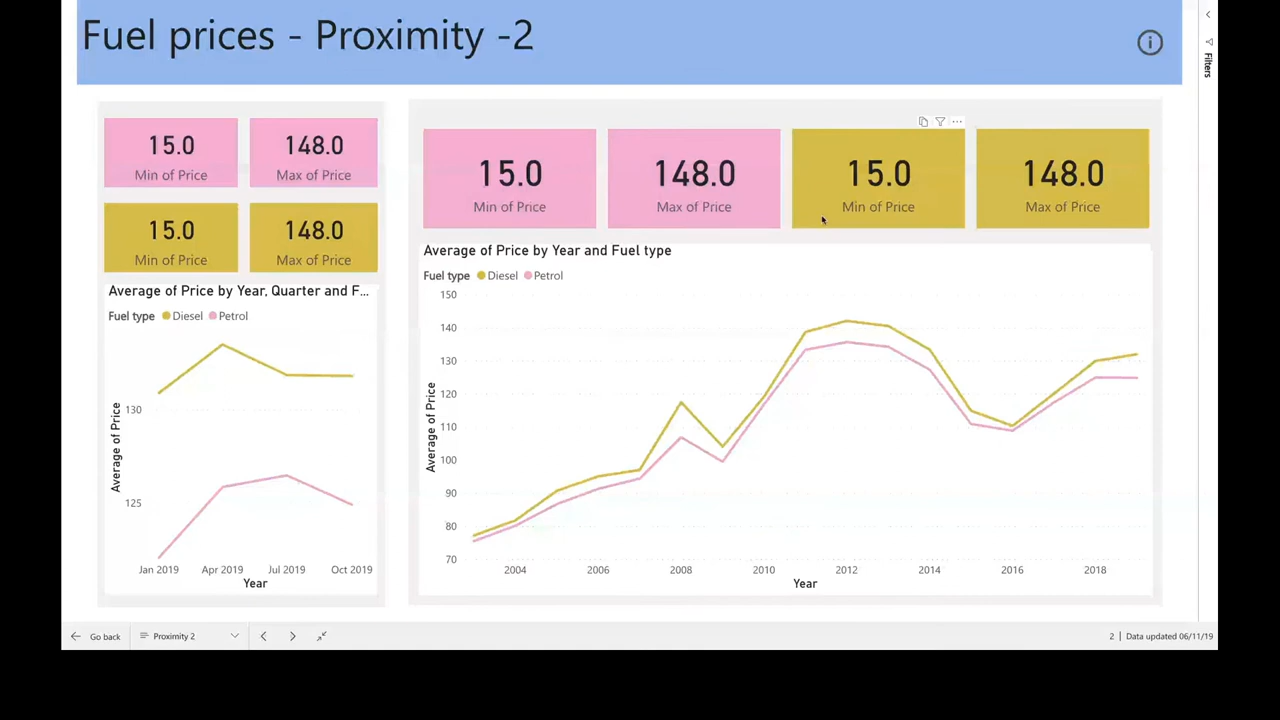 Fuel prices - Proximity -2
Filters
15.0
Min of Price
148.0
Max of Price
15.0
Min of Price
148.0
Max of Price
Average of Price by Year, Quarter and F...
Fuel type Diesel Petrol
Average of Price
130
125
Jan 2019 Apr 2019 Jul 2019 Oct 2019
Year
15.0
Min of Price
148.0
Max of Price
15.0
Min of Price
148.0
Max of Price
Average of Price by Year and Fuel type
Fuel type Diesel Petrol
Average of Price
150
140
130
120
110
100
90
80
70
2004 2006 2008 2010 2012 2014 2016 2018
Year
Go back Proximity 2 2 | Data updated 06/11/19